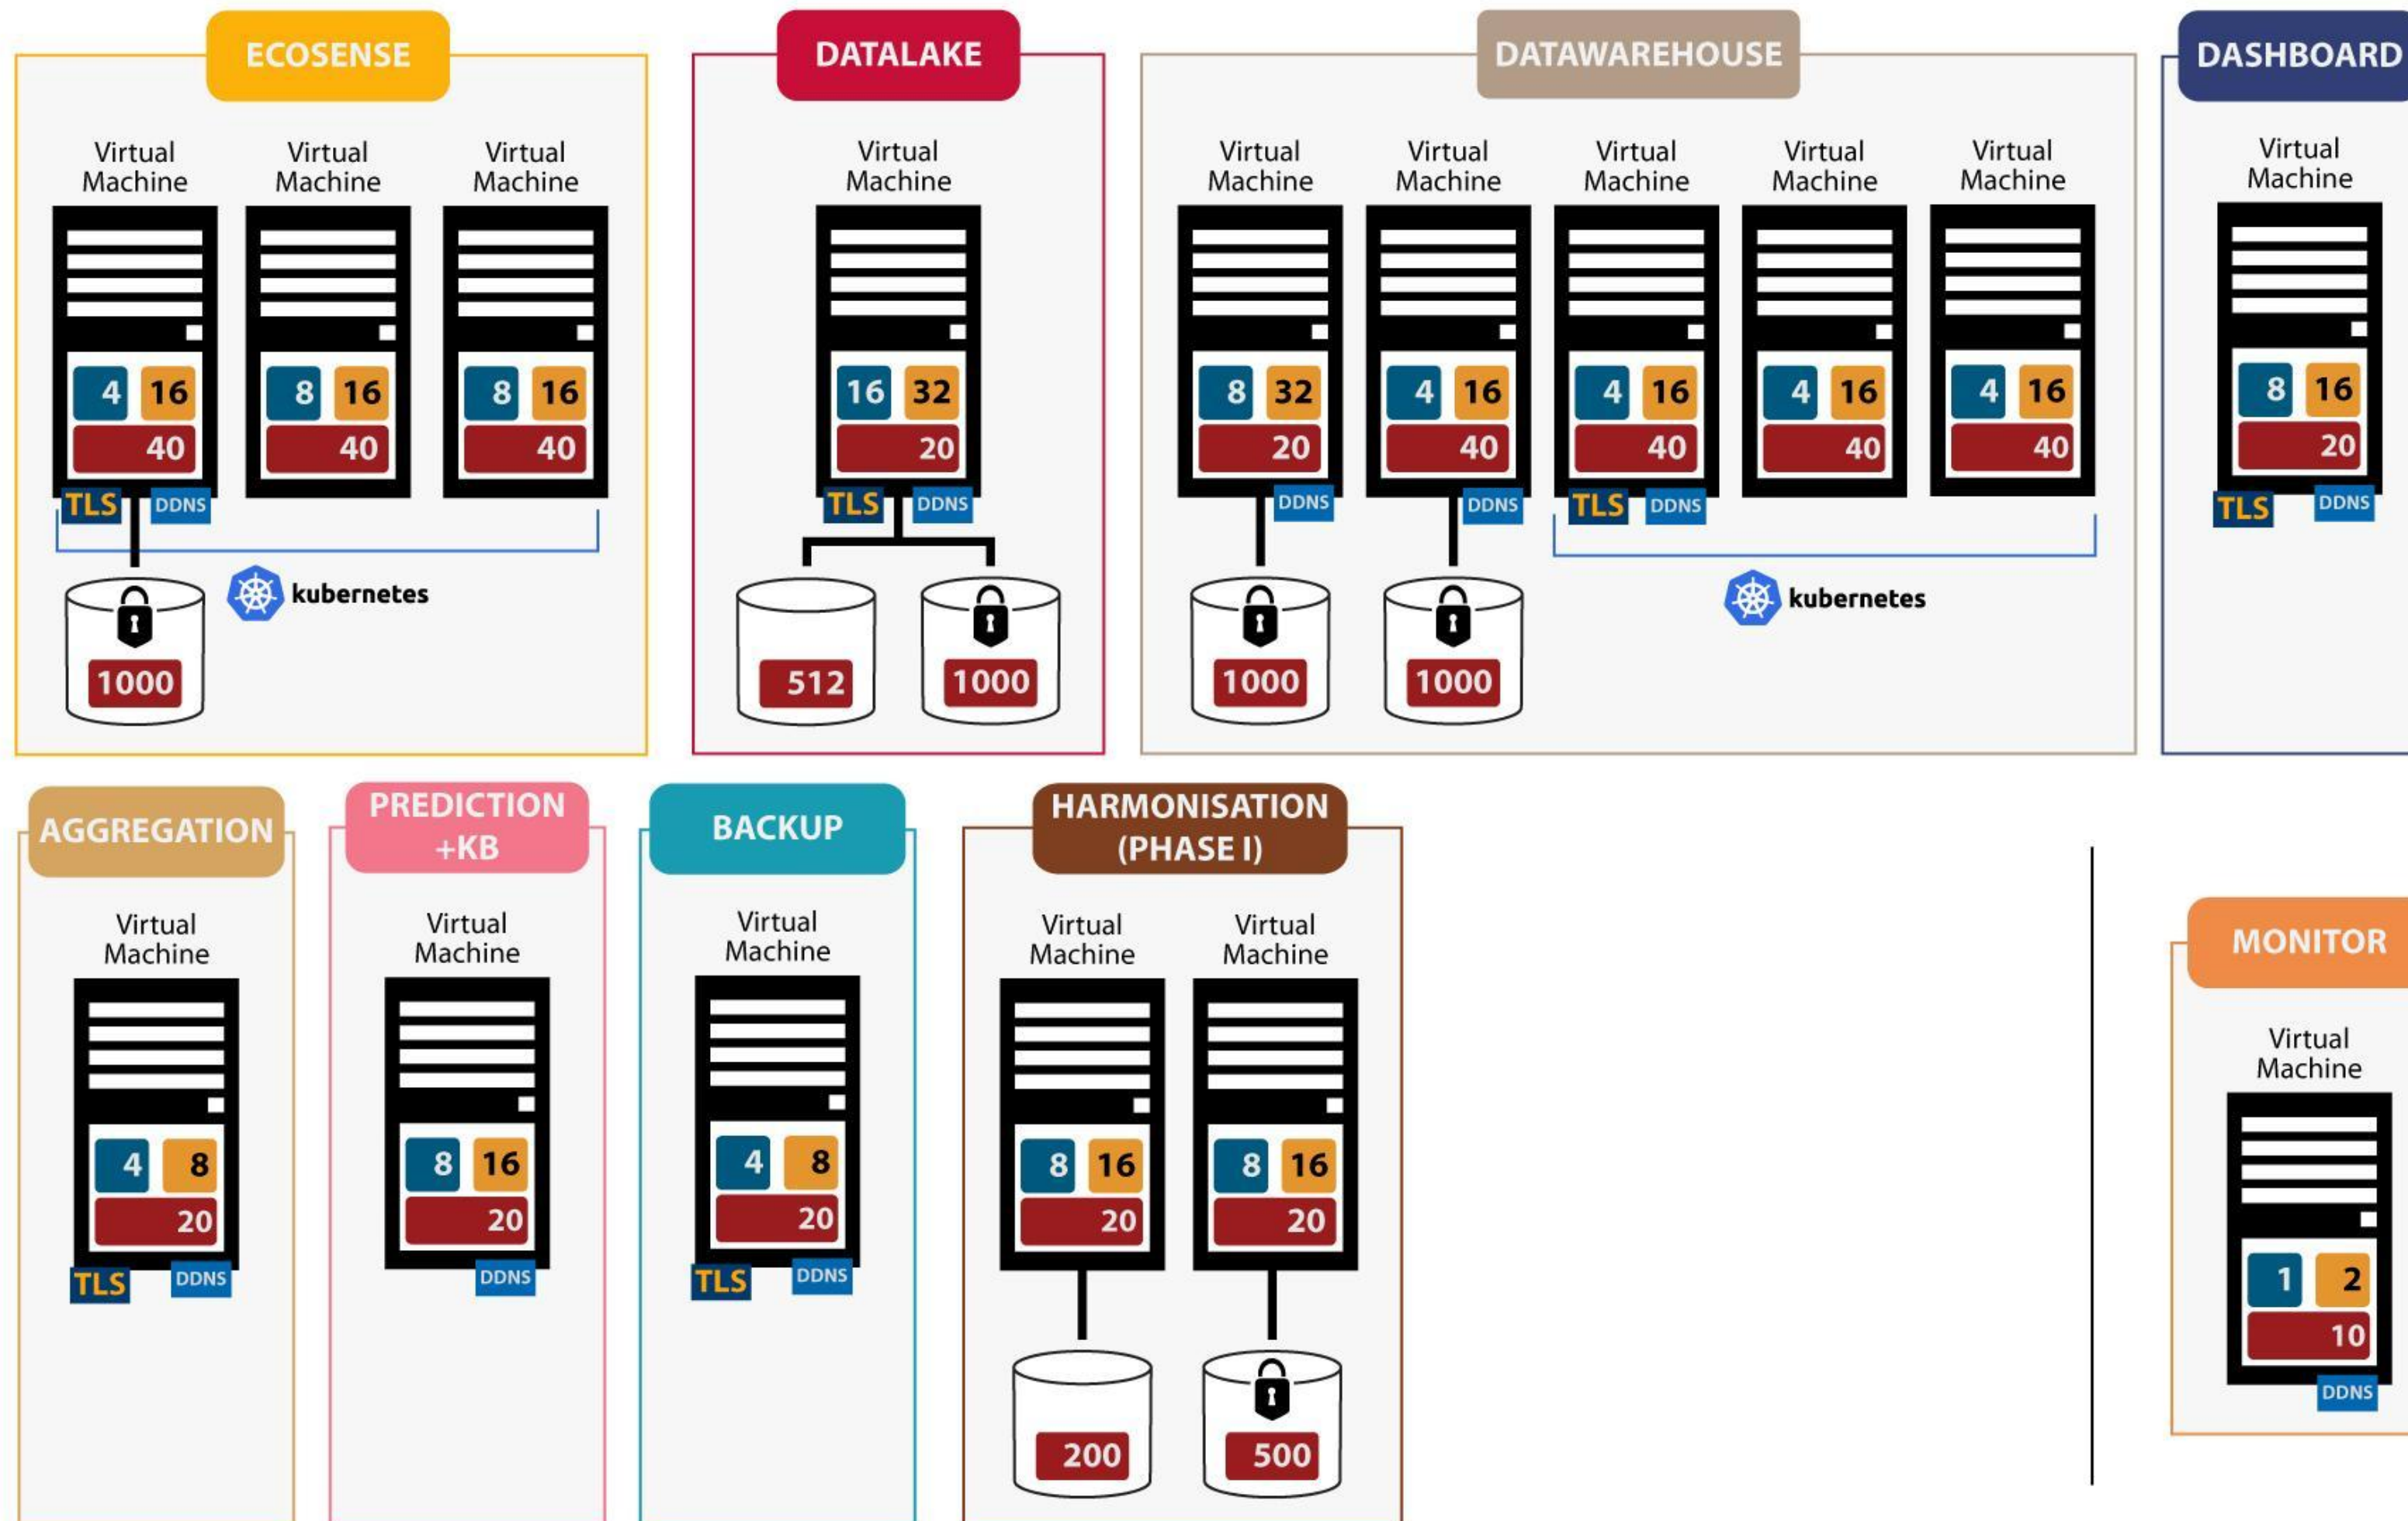 ECOSENSE
Virtual
Machine
Virtual
Machine
Virtual
Machine
4 16
40
8 16
40
8 16
40
TLS DDNS
kubernetes
1000
DATALAKE
Virtual
Machine
16 32
20
TLS DDNS
512
1000
DATAWAREHOUSE
Virtual
Machine
Virtual
Machine
Virtual
Machine
Virtual
Machine
Virtual
Machine
8 32
20
4 16
40
4 16
40
4 16
40
4 16
40
DDNS
DDNS
TLS DDNS
kubernetes
1000
1000
DASHBOARD
Virtual
Machine
8 16
20
TLS DDNS
AGGREGATION
Virtual
Machine
4 8
20
TLS DDNS
PREDICTION
+KB
Virtual
Machine
8 16
20
DDNS
BACKUP
Virtual
Machine
4 8
20
TLS DDNS
HARMONISATION
(PHASE I)
Virtual
Machine
Virtual
Machine
8 16
20
8 16
20
200
500
MONITOR
Virtual
Machine
1 2
10
DDNS